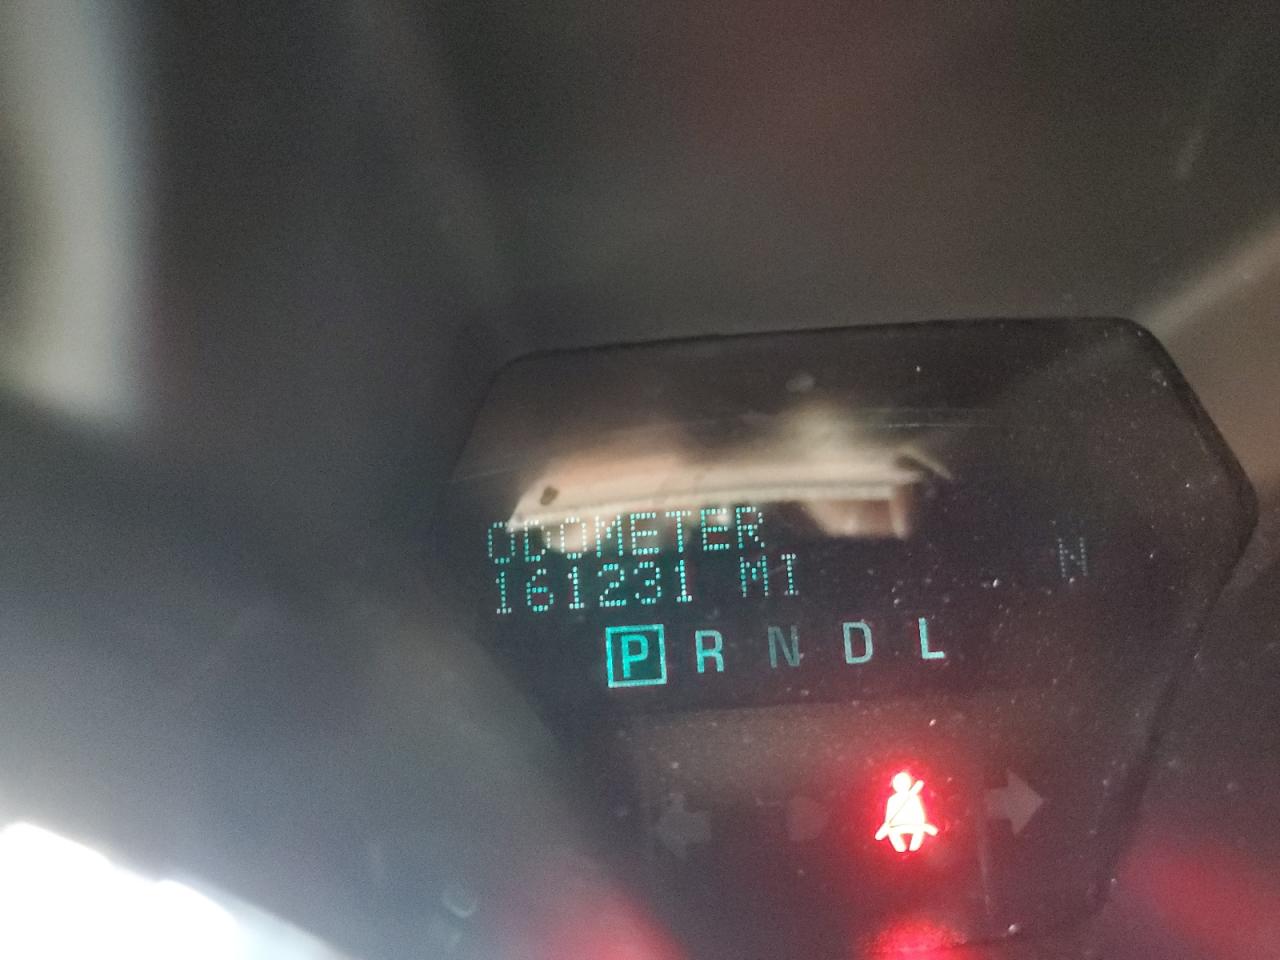 ODOMETER
161231 MI
N
P R N D L